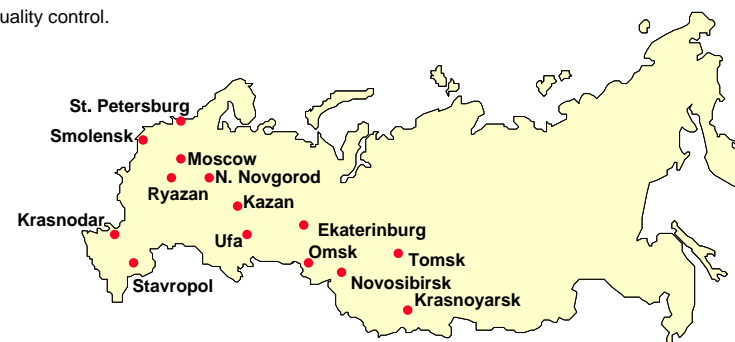 uality control.
St. Petersburg
Smolensk
Moscow
N. Novgorod
Ryazan
Kazan
Krasnodar
Ekaterinburg
Ufa
Omsk
Tomsk
Novosibirsk
Stavropol
Krasnoyarsk